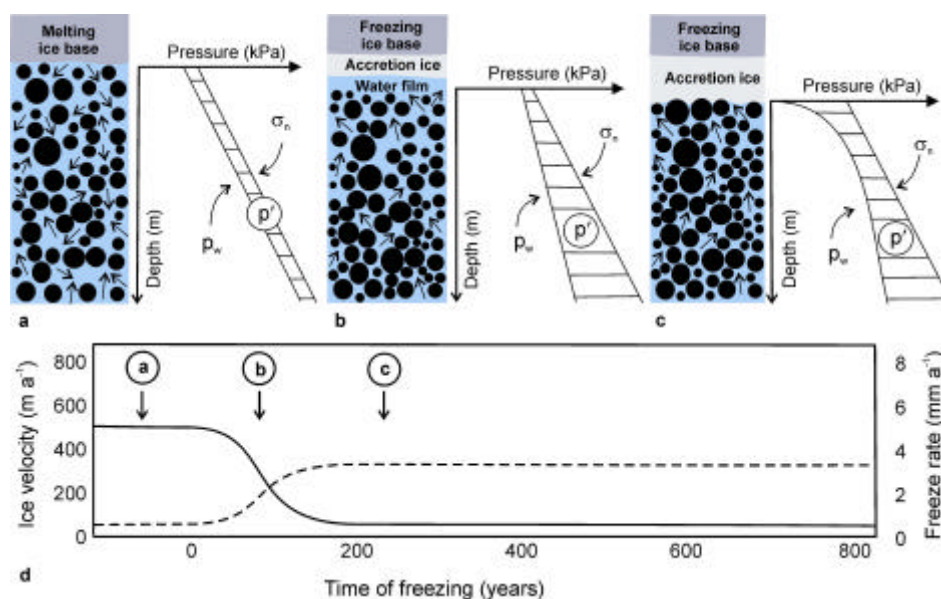 Melting
ice base
Pressure (kPa)
σn
p'
pw
Depth (m)
a
Freezing
ice base
Accretion ice
Water film
Pressure (kPa)
σn
p'
pw
Depth (m)
b
Freezing
ice base
Accretion ice
Pressure (kPa)
σn
p'
pw
Depth (m)
c
a
b
c
800
600
400
200
0
Ice velocity (m a⁻¹)
8
6
4
2
0
Freeze rate (mm a⁻¹)
0
200
400
600
800
d
Time of freezing (years)